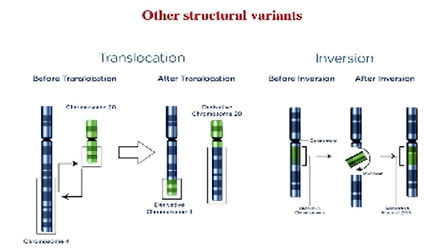 Other structural variants
Translocation
Inversion
Before Translocation
After Translocation
Before Inversion
After Inversion
Chromosome 20
Derivative
Chromosome 20
Derivative
Chromosome 4
Chromosome 4
Chromosome